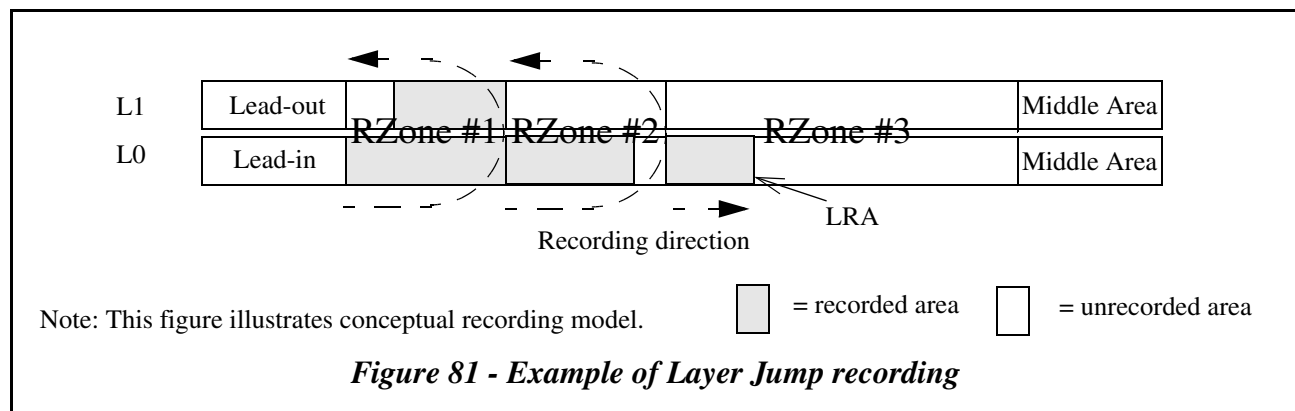 L1
Lead-out
Middle Area
RZone #1
RZone #2
RZone #3
L0
Lead-in
Middle Area
LRA
Recording direction
= recorded area
= unrecorded area
Note: This figure illustrates conceptual recording model.
Figure 81 - Example of Layer Jump recording